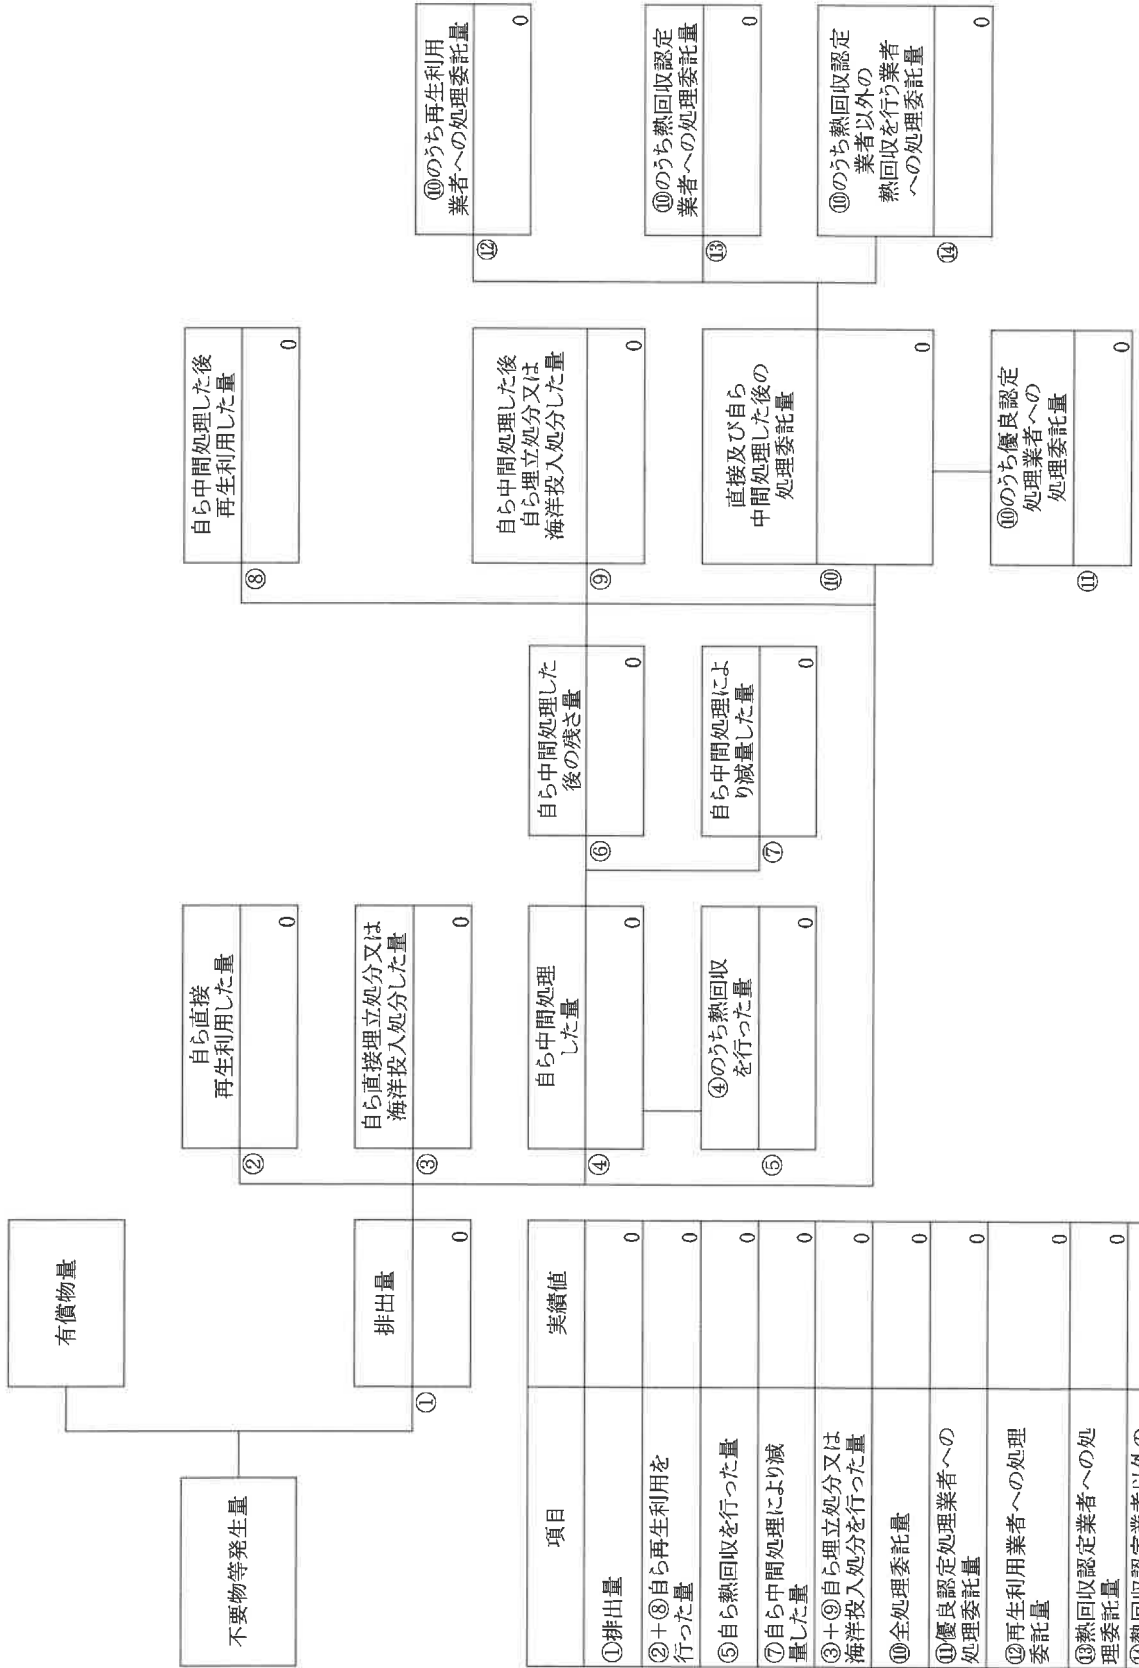 不要物等発生量
有償物量
排出量
①
0
自ら直接
再生利用した量
②
0
自ら直接埋立処分又は
海洋投入処分した量
③
0
自ら中間処理
した量
④
0
④のうち熱回収
を行った量
⑤
0
自ら中間処理した
後の残さ量
⑥
0
自ら中間処理によ
り減量した量
⑦
0
自ら中間処理した後
再生利用した量
⑧
0
自ら中間処理した後
自ら埋立処分又は
海洋投入処分した量
⑨
0
直接及び自ら
中間処理した後の
処理委託量
⑩
0
⑩のうち優良認定
処理業者への
処理委託量
⑪
0
⑩のうち再生利用
業者への処理委託量
⑫
0
⑩のうち熱回収認定
業者への処理委託量
⑬
0
⑩のうち熱回収認定
業者以外の
熱回収を行う業者
への処理委託量
⑭
0
項目 実績値
①排出量 0
②+⑧自ら再生利用を
行った量 0
⑤自ら熱回収を行った量 0
⑦自ら中間処理により減
量した量 0
③+⑨自ら埋立処分又は
海洋投入処分を行った量 0
⑩全処理委託量 0
⑪優良認定処理業者への
処理委託量 0
⑫再生利用業者への処理
委託量 0
⑬熱回収認定業者への処
理委託量 0